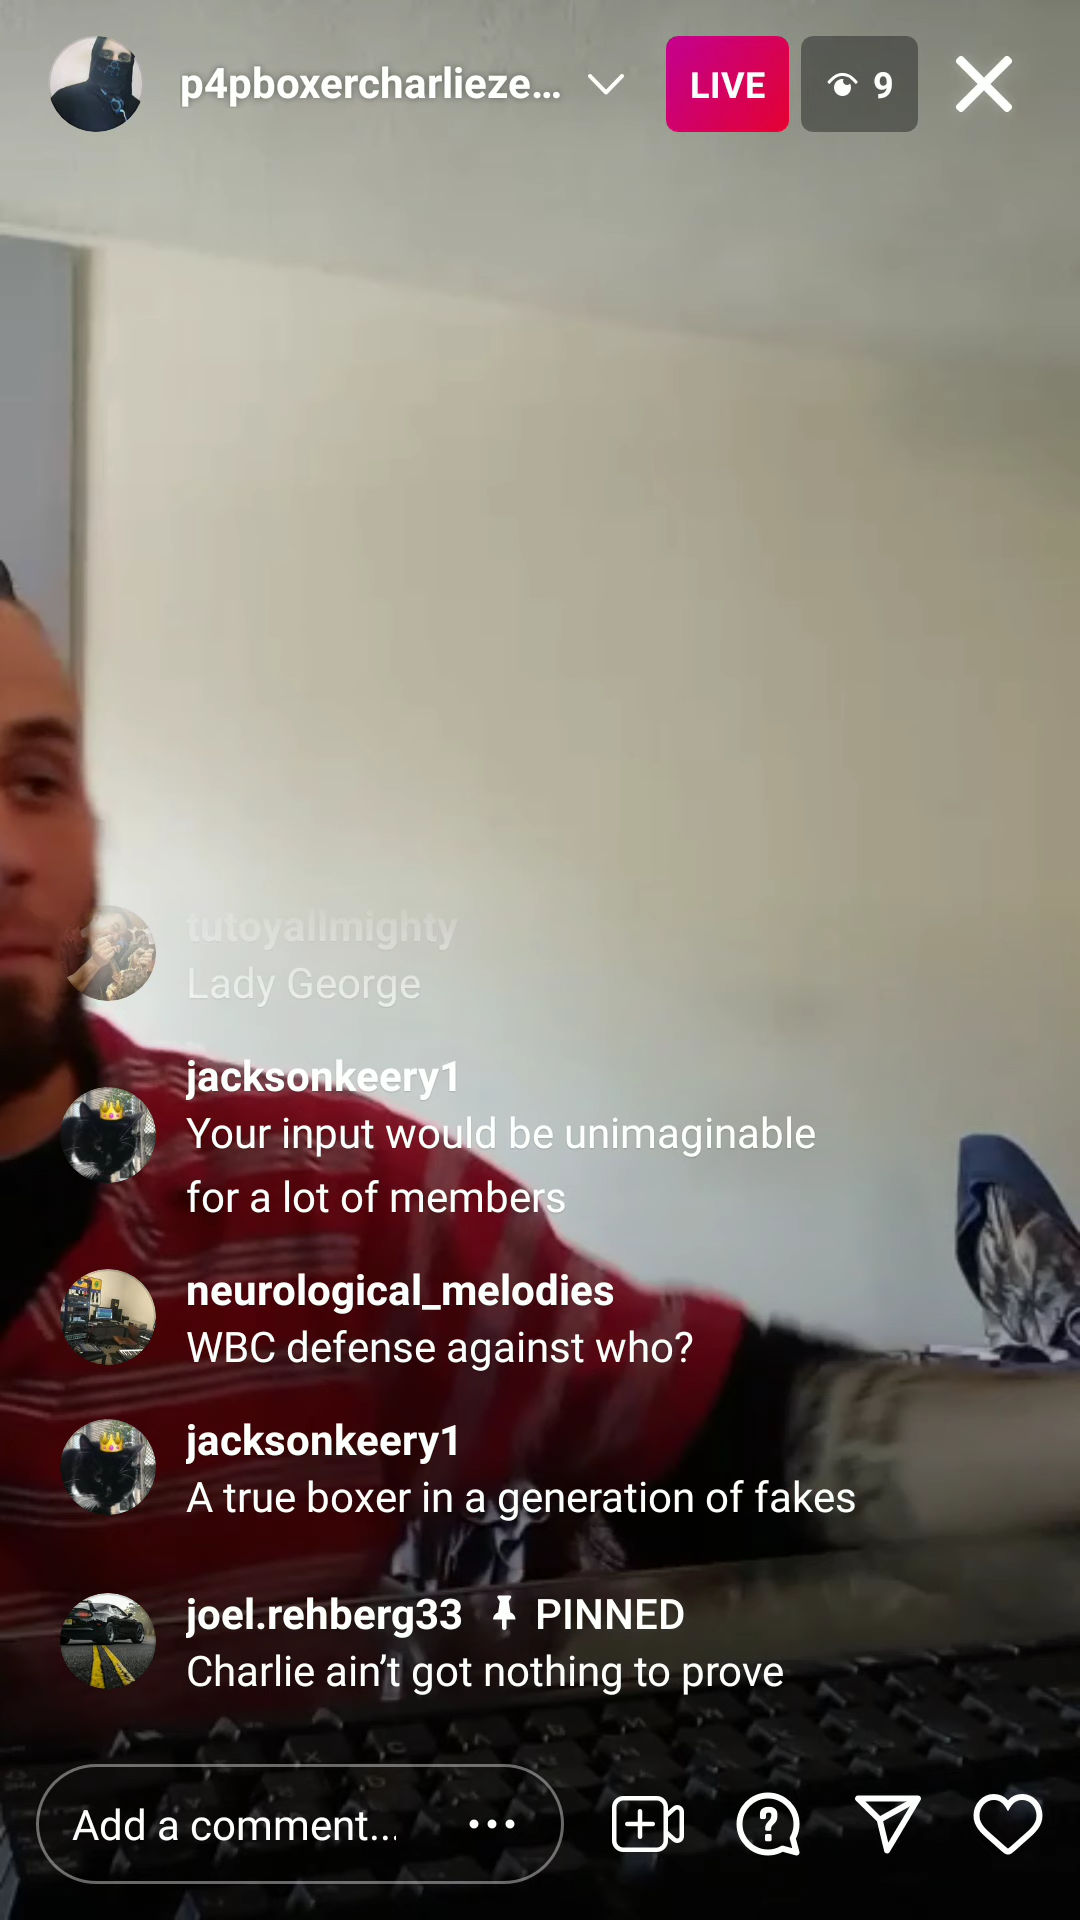 p4pboxercharlieze...
LIVE
9
tutoyallmighty
Lady George
jacksonkeery1
Your input would be unimaginable
for a lot of members
neurological_melodies
WBC defense against who?
jacksonkeery1
A true boxer in a generation of fakes
joel.rehberg33 PINNED
Charlie ain't got nothing to prove
Add a comment...